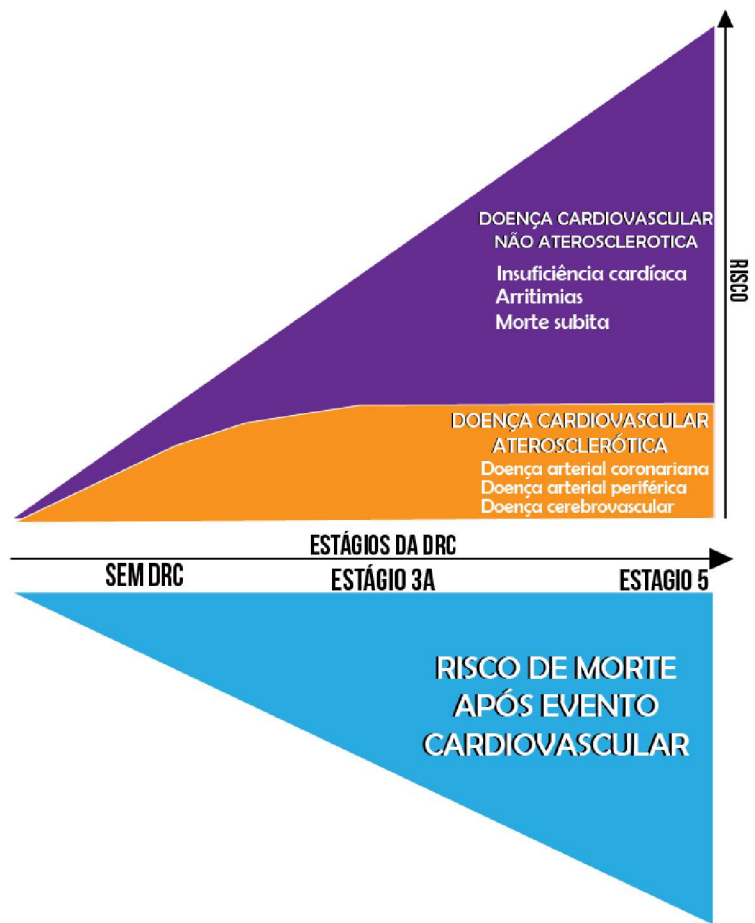 DOENÇA CARDIOVASCULAR
NÃO ATEROSCLEROTICA
Insuficiência cardíaca
Arritimias
Morte subita
RISCO
DOENÇA CARDIOVASCULAR
ATEROSCLERÓTICA
Doença arterial coronariana
Doença arterial periférica
Doença cerebrovascular
ESTÁGIOS DA DRC
SEM DRC
ESTÁGIO 3A
ESTAGIO 5
RISCO DE MORTE
APÓS EVENTO
CARDIOVASCULAR